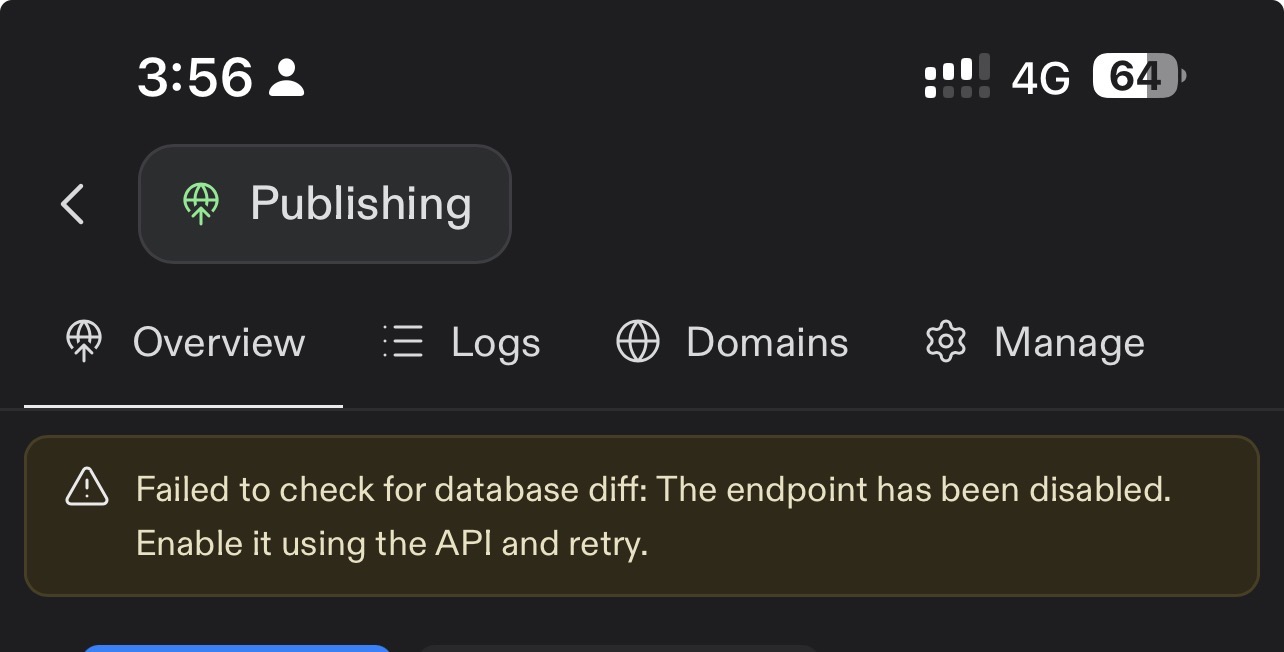 3:56
4G
64
Publishing
Overview
Logs
Domains
Manage
Failed to check for database diff: The endpoint has been disabled.
Enable it using the API and retry.